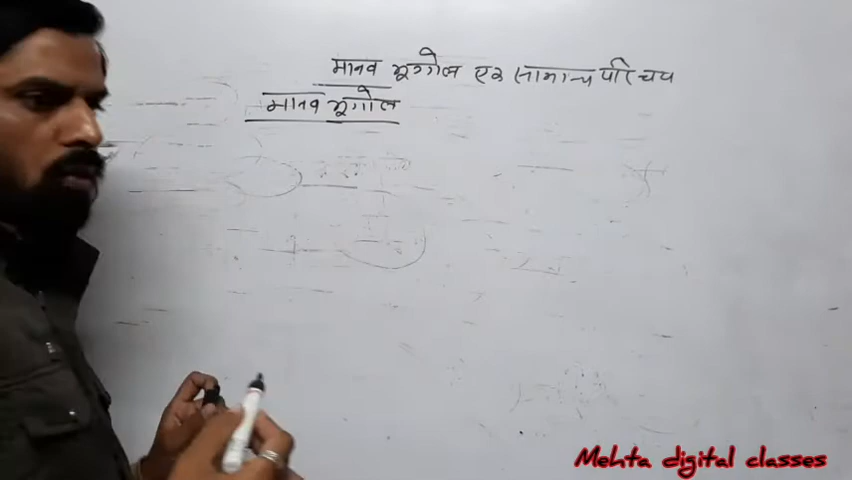 मानव भूगोल एक सामान्य परिचय
मानव भूगोल
Mehta digital classes